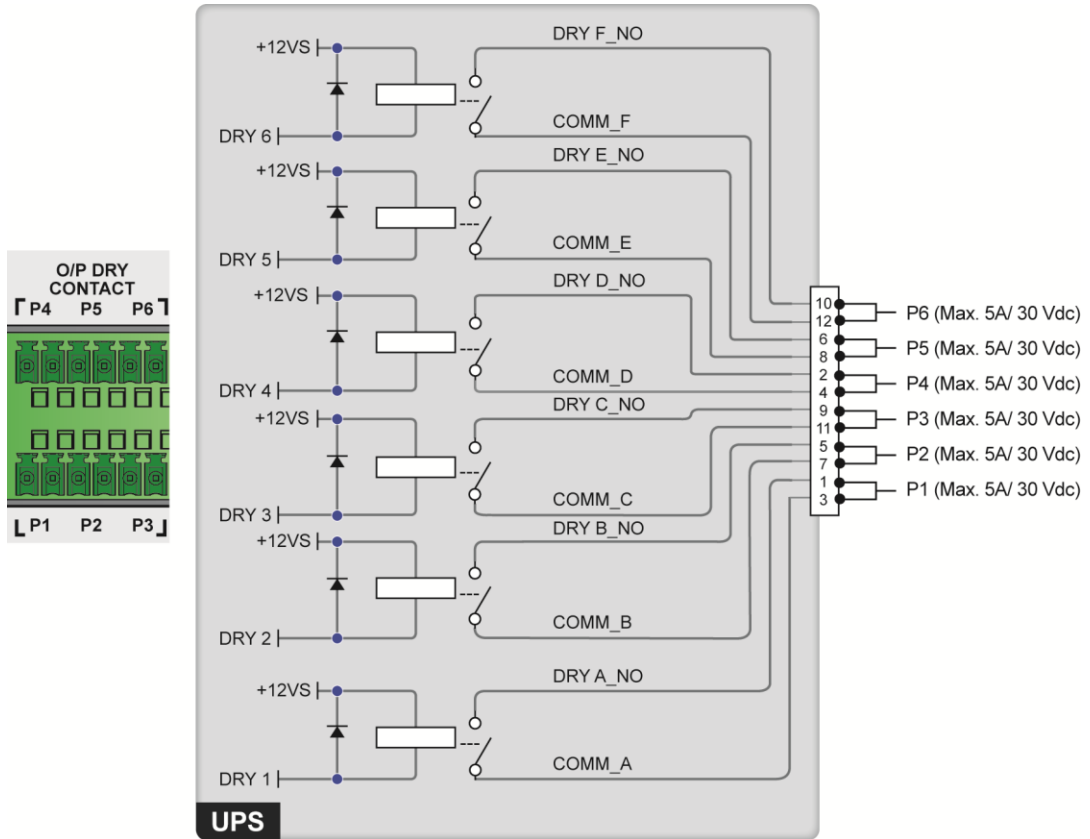 O/P DRY
CONTACT
P4 P5 P6
P1 P2 P3
+12VS
DRY F_NO
DRY 6
COMM_F
+12VS
DRY E_NO
DRY 5
COMM_E
+12VS
DRY D_NO
DRY 4
COMM_D
+12VS
DRY C_NO
DRY 3
COMM_C
+12VS
DRY B_NO
DRY 2
COMM_B
+12VS
DRY A_NO
DRY 1
COMM_A
UPS
10
12
6
8
2
4
9
11
5
7
1
3
P6 (Max. 5A/ 30 Vdc)
P5 (Max. 5A/ 30 Vdc)
P4 (Max. 5A/ 30 Vdc)
P3 (Max. 5A/ 30 Vdc)
P2 (Max. 5A/ 30 Vdc)
P1 (Max. 5A/ 30 Vdc)